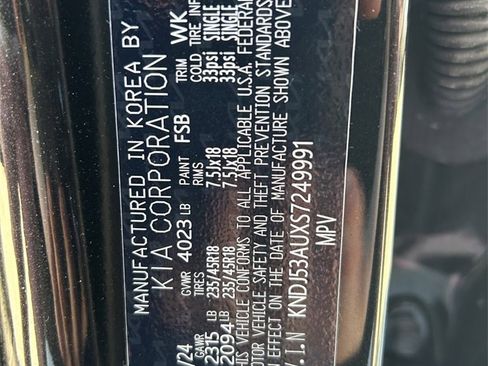 MANUFACTURED IN KOREA BY
KIA CORPORATION
/24 GVWR 4023 LB PAINT FSB TRIM WK
GAWR TIRES RIMS COLD TIRE INF
2315 LB 235/45R18 7.5Jx18 33psi SINGLE
2094 LB 235/45R18 7.5Jx18 33psi SINGLE
THIS VEHICLE CONFORMS TO ALL APPLICABLE U.S.A. FEDERA
MOTOR VEHICLE SAFETY AND THEFT PREVENTION STANDARDS
IN EFFECT ON THE DATE OF MANUFACTURE SHOWN ABOVE
V.I.N KNDJ53AUXS7249991
MPV